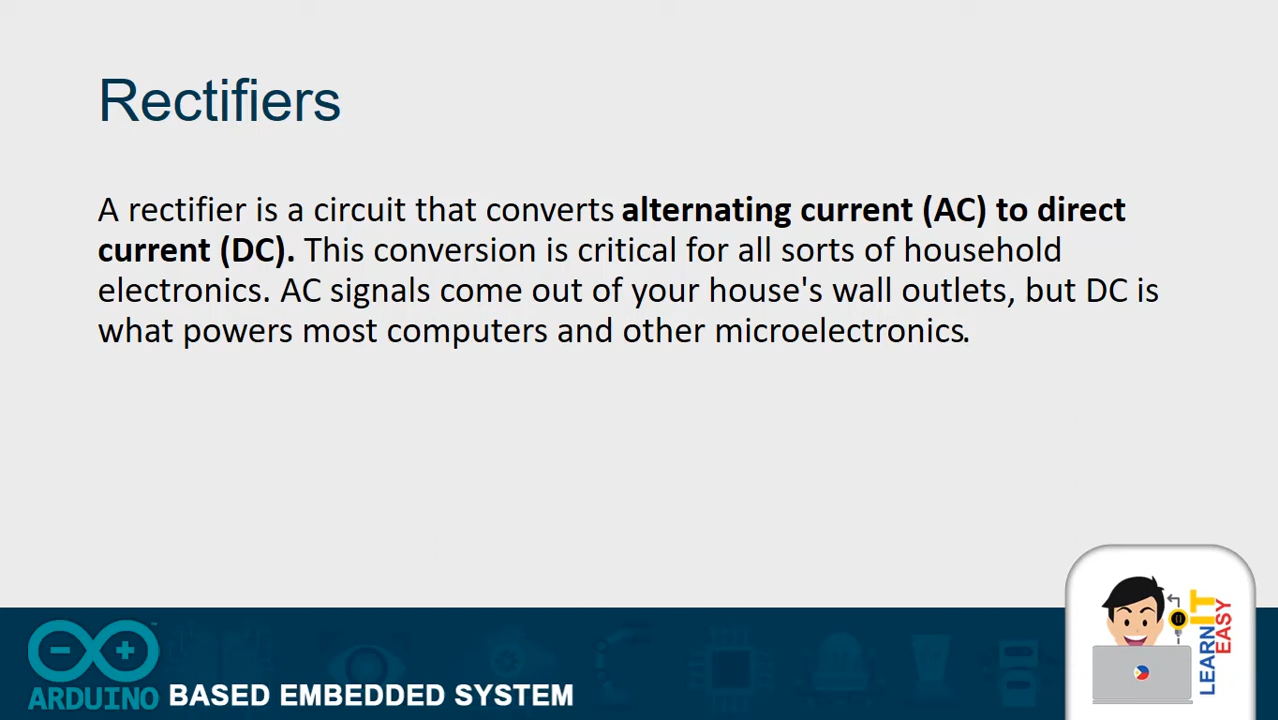 Rectifiers
A rectifier is a circuit that converts alternating current (AC) to direct
current (DC). This conversion is critical for all sorts of household
electronics. AC signals come out of your house's wall outlets, but DC is
what powers most computers and other microelectronics.
ARDUINO BASED EMBEDDED SYSTEM
LEARN IT
EASY